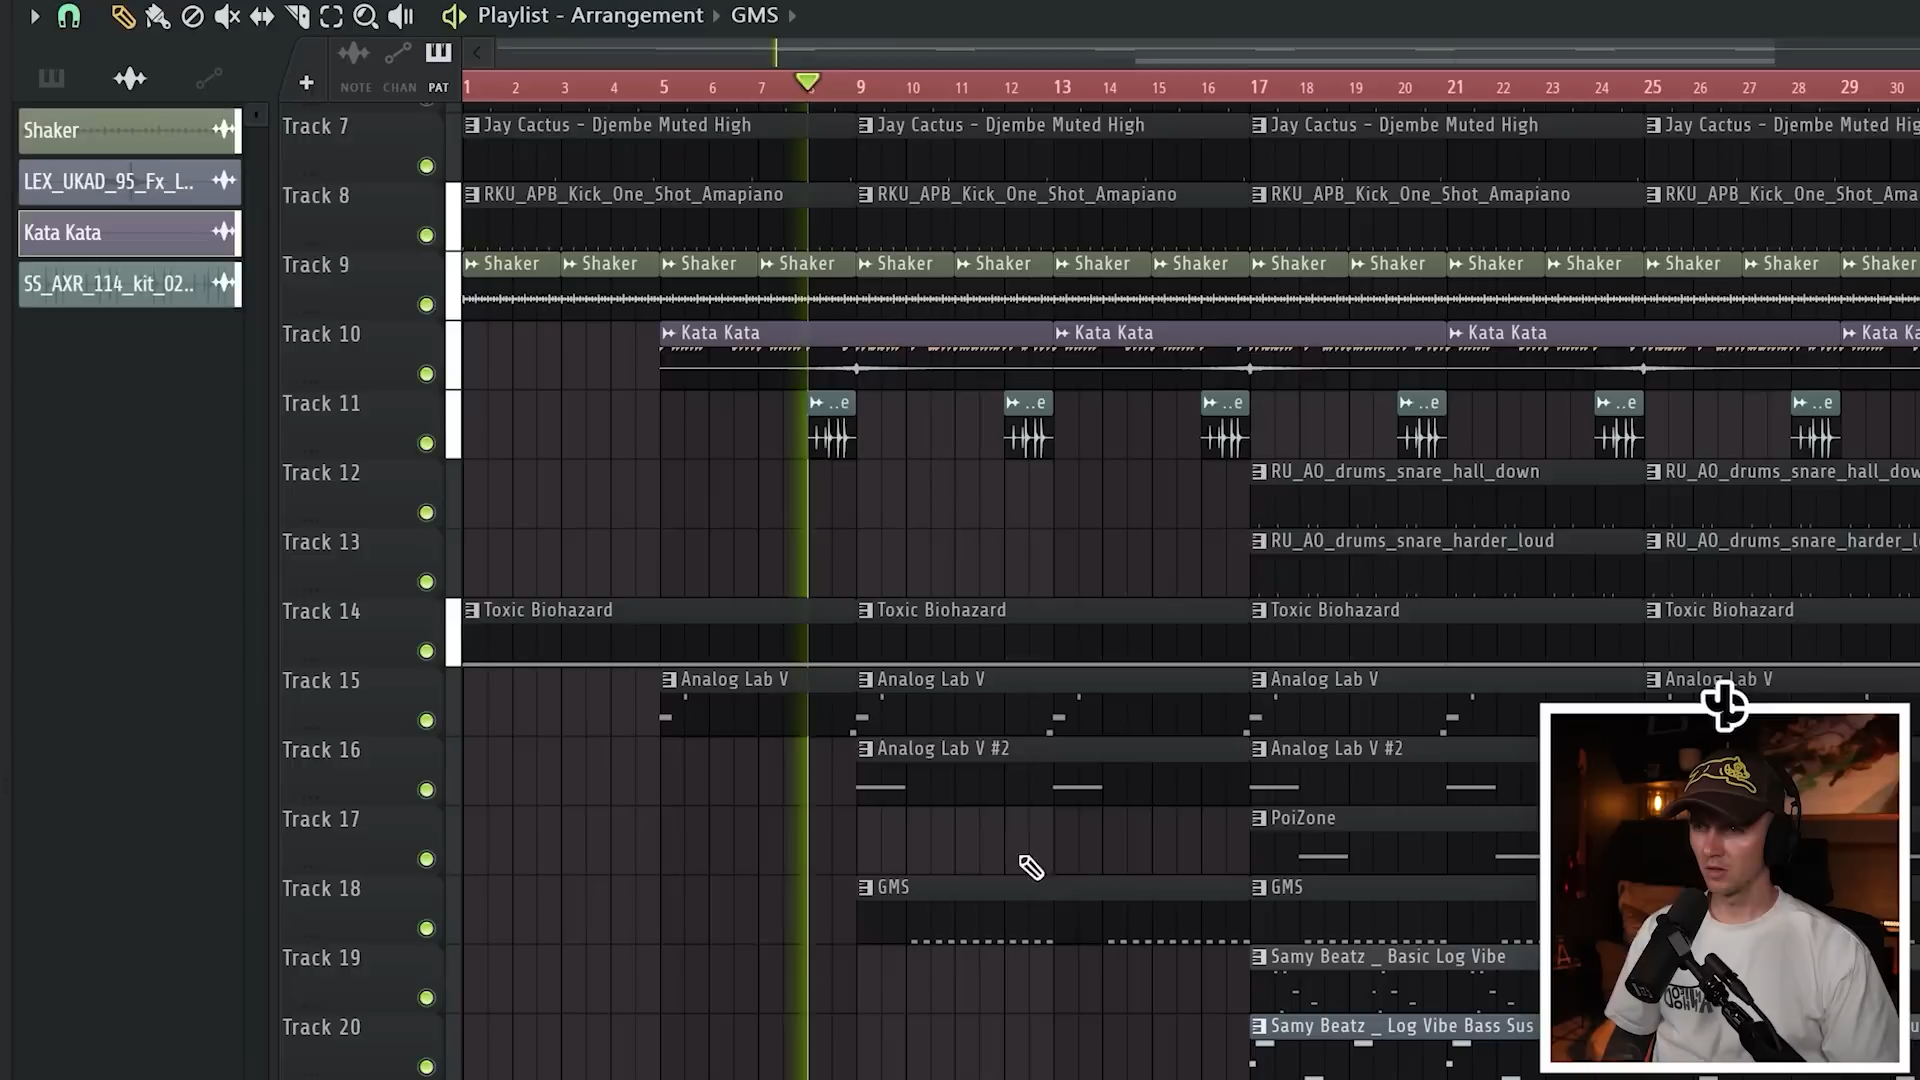 Playlist - Arrangement GMS
NOTE CHAN PAT
1 2 3 4 5 6 7 8 9 10 11 12 13 14 15 16 17 18 19 20 21 22 23 24 25 26 27 28 29 30
Shaker
LEX_UKAD_95_Fx_L..
Kata Kata
SS_AXR_114_kit_02..
Track 7 Jay Cactus - Djembe Muted High Jay Cactus - Djembe Muted High Jay Cactus - Djembe Muted High Jay Cactus - Djembe Muted High
Track 8 RKU_APB_Kick_One_Shot_Amapiano RKU_APB_Kick_One_Shot_Amapiano RKU_APB_Kick_One_Shot_Amapiano RKU_APB_Kick_One_Shot_Ama
Track 9 Shaker Shaker Shaker Shaker Shaker Shaker Shaker Shaker Shaker Shaker Shaker Shaker Shaker Shaker Shaker
Track 10 Kata Kata Kata Kata Kata Kata Kata Ka
Track 11 ..e ..e ..e ..e ..e ..e
Track 12 RU_AO_drums_snare_hall_down RU_AO_drums_snare_hall_dow
Track 13 RU_AO_drums_snare_harder_loud RU_AO_drums_snare_harder_l
Track 14 Toxic Biohazard Toxic Biohazard Toxic Biohazard Toxic Biohazard
Track 15 Analog Lab V Analog Lab V Analog Lab V Analog Lab V
Track 16 Analog Lab V #2 Analog Lab V #2
Track 17 PoiZone
Track 18 GMS GMS
Track 19 Samy Beatz _ Basic Log Vibe
Track 20 Samy Beatz _ Log Vibe Bass Sus